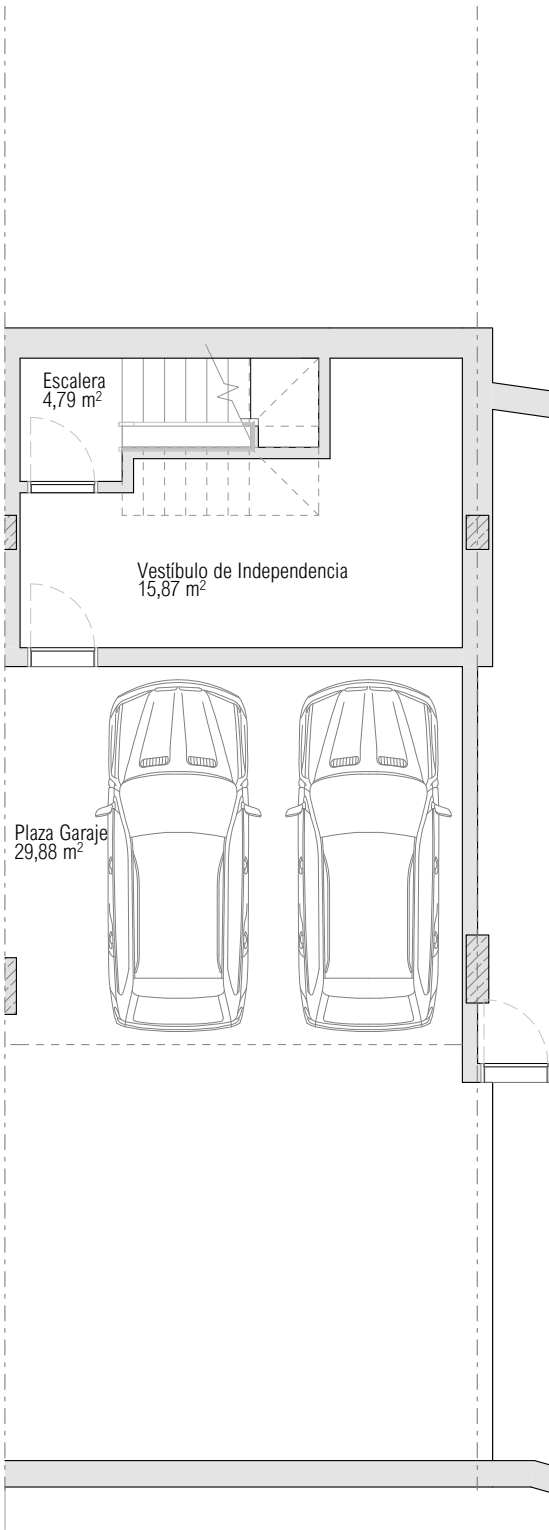 Escalera
4,79 m²
Vestíbulo de Independencia
15,87 m²
Plaza Garaje
29,88 m²